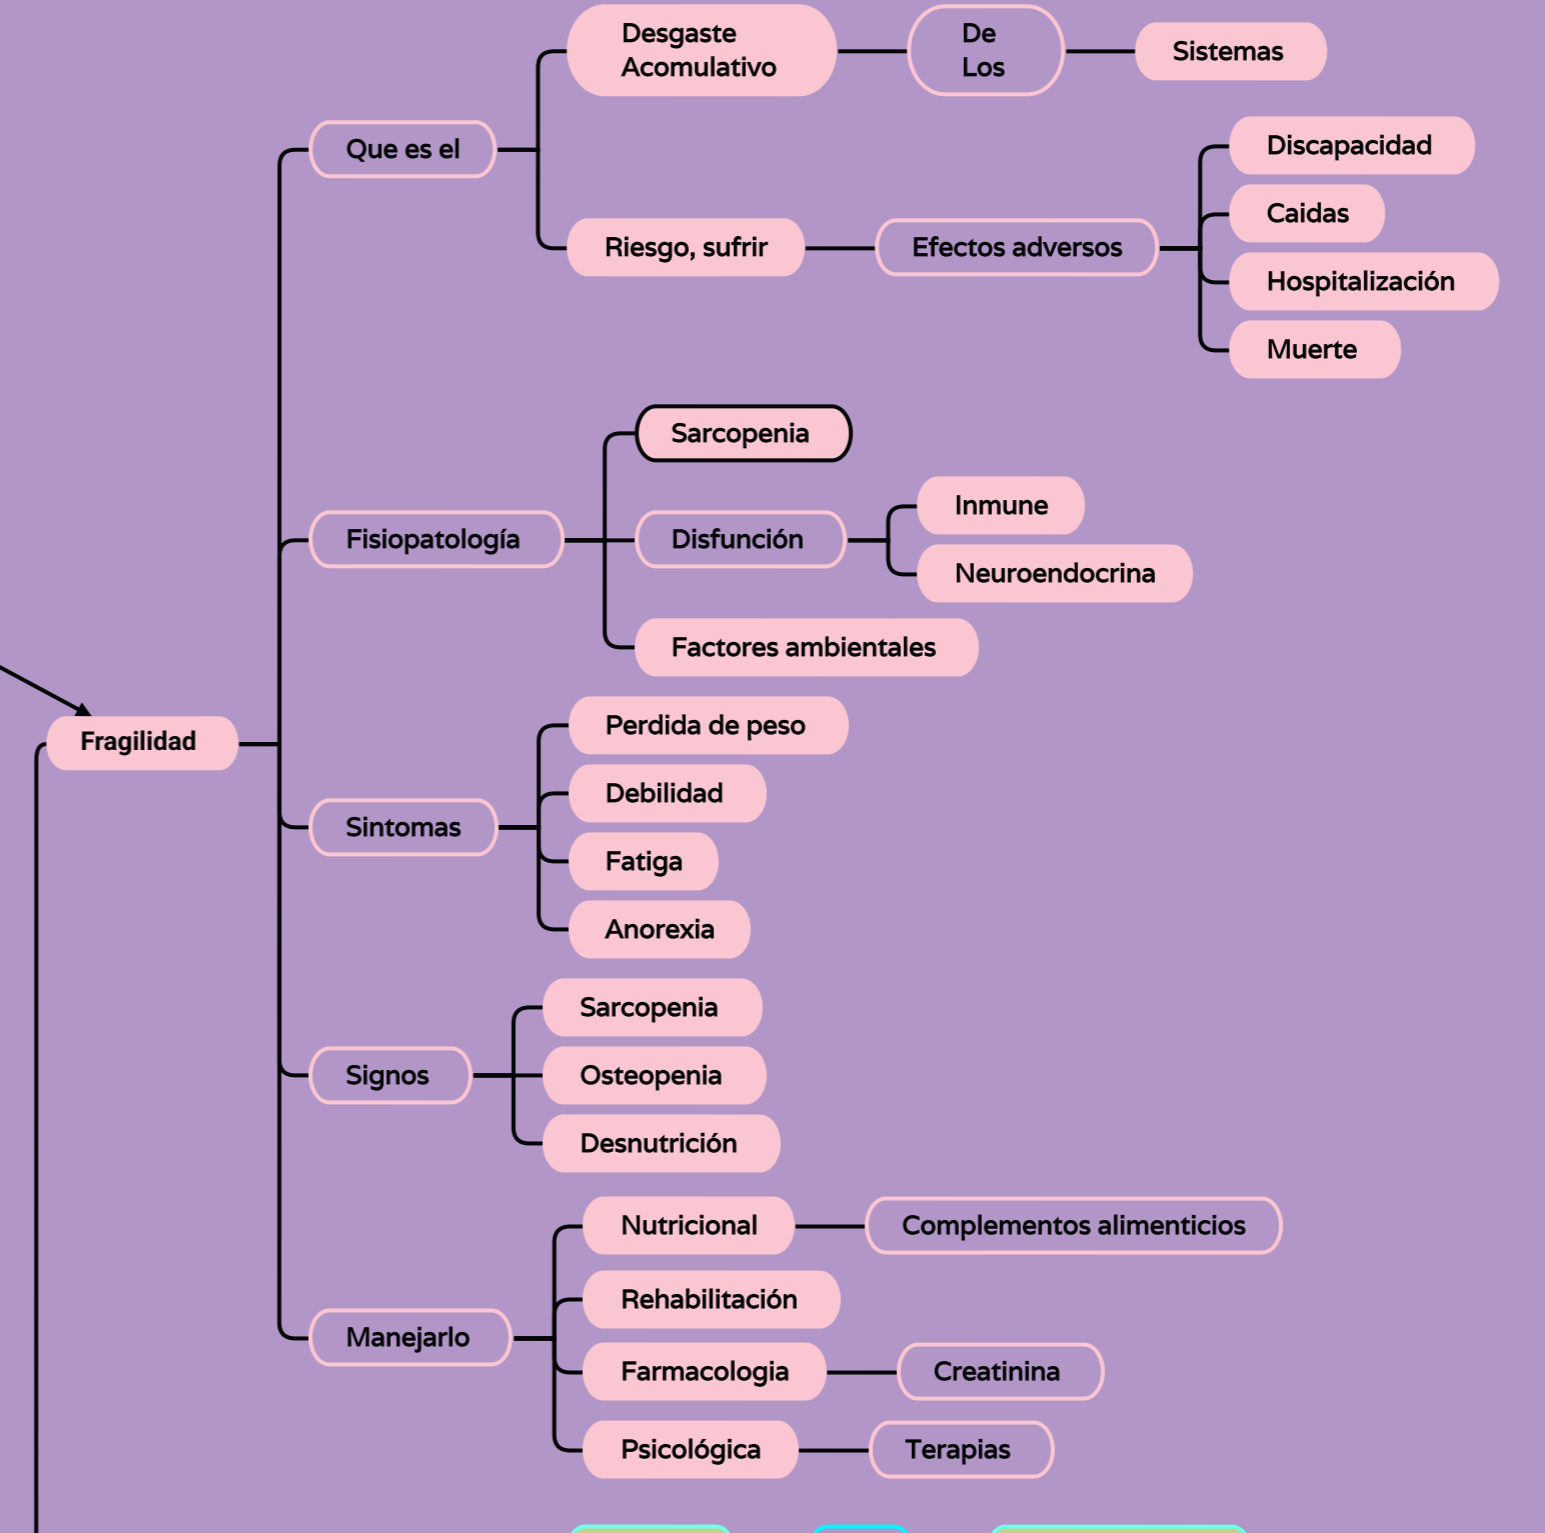 Desgaste
Acomulativo
De
Los
Sistemas
Que es el
Riesgo, sufrir
Efectos adversos
Discapacidad
Caidas
Hospitalización
Muerte
Sarcopenia
Fisiopatología
Disfunción
Inmune
Neuroendocrina
Factores ambientales
Fragilidad
Perdida de peso
Debilidad
Sintomas
Fatiga
Anorexia
Sarcopenia
Signos
Osteopenia
Desnutrición
Nutricional
Complementos alimenticios
Rehabilitación
Manejarlo
Farmacologia
Creatinina
Psicológica
Terapias